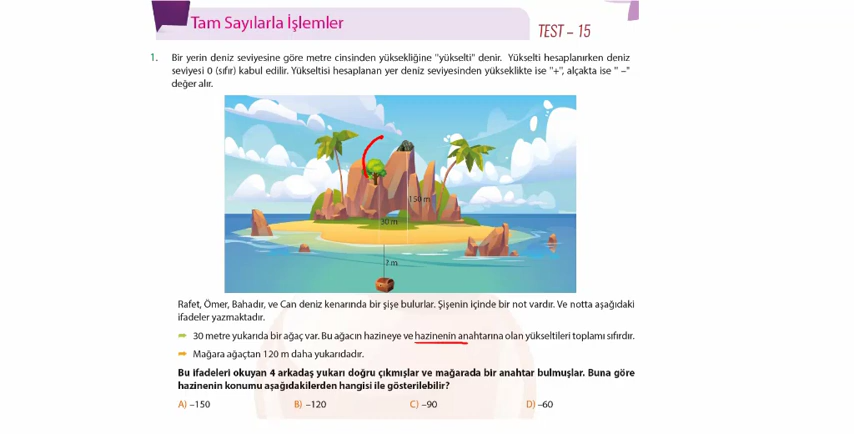 Tam Sayılarla İşlemler
TEST – 15
1. Bir yerin deniz seviyesine göre metre cinsinden yüksekliğine "yükselti" denir. Yükselti hesaplanırken deniz
seviyesi 0 (sıfır) kabul edilir. Yükseltisi hesaplanan yer deniz seviyesinden yükseklikte ise "+", alçakta ise " –"
değer alır.
150 m
30 m
? m
Rafet, Ömer, Bahadır, ve Can deniz kenarında bir şişe bulurlar. Şişenin içinde bir not vardır. Ve notta aşağıdaki
ifadeler yazmaktadır.
30 metre yukarıda bir ağaç var. Bu ağacın hazineye ve hazinenin anahtarına olan yükseltileri toplamı sıfırdır.
Mağara ağaçtan 120 m daha yukarıdadır.
Bu ifadeleri okuyan 4 arkadaş yukarı doğru çıkmışlar ve mağarada bir anahtar bulmuşlar. Buna göre
hazinenin konumu aşağıdakilerden hangisi ile gösterilebilir?
A) –150 B) –120 C) –90 D) –60